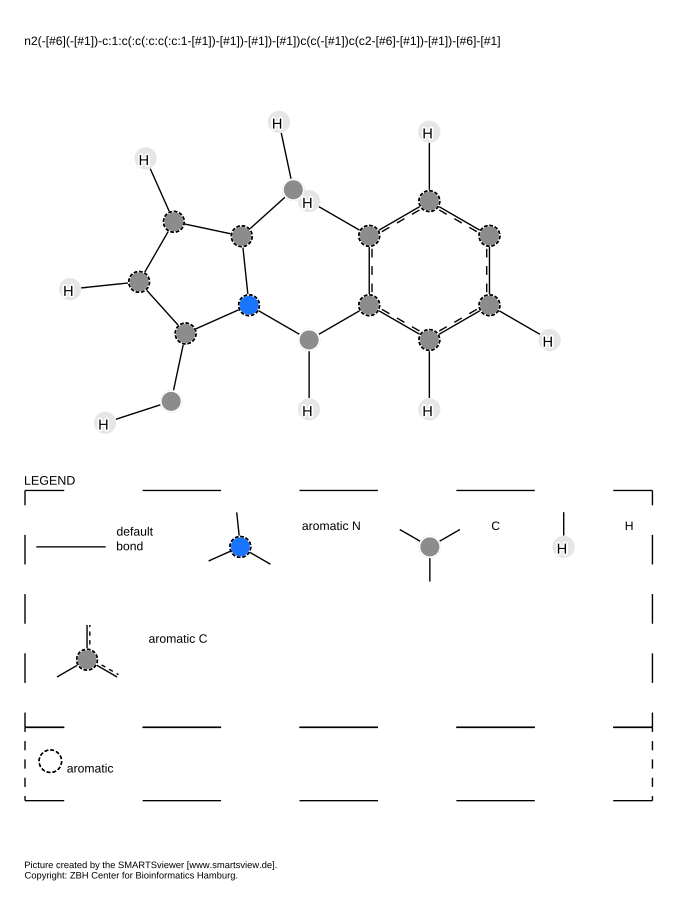 n2(-[#6](-[#1])-c:1:c(:c(:c:c(:c:1-[#1])-[#1])-[#1])-[#1])c(c(-[#1])c(c2-[#6]-[#1])-[#1])-[#6]-[#1]
H
H
H
H
H
H
H
H
H
H
LEGEND
default
bond
aromatic N
C
H
H
aromatic C
aromatic
Picture created by the SMARTSviewer [www.smartsview.de].
Copyright: ZBH Center for Bioinformatics Hamburg.